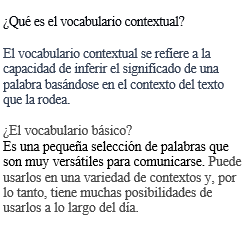 ¿Qué es el vocabulario contextual?
El vocabulario contextual se refiere a la
capacidad de inferir el significado de una
palabra basándose en el contexto del texto
que la rodea.
¿El vocabulario básico?
Es una pequeña selección de palabras que
son muy versátiles para comunicarse. Puede
usarlos en una variedad de contextos y, por
lo tanto, tiene muchas posibilidades de
usarlos a lo largo del día.